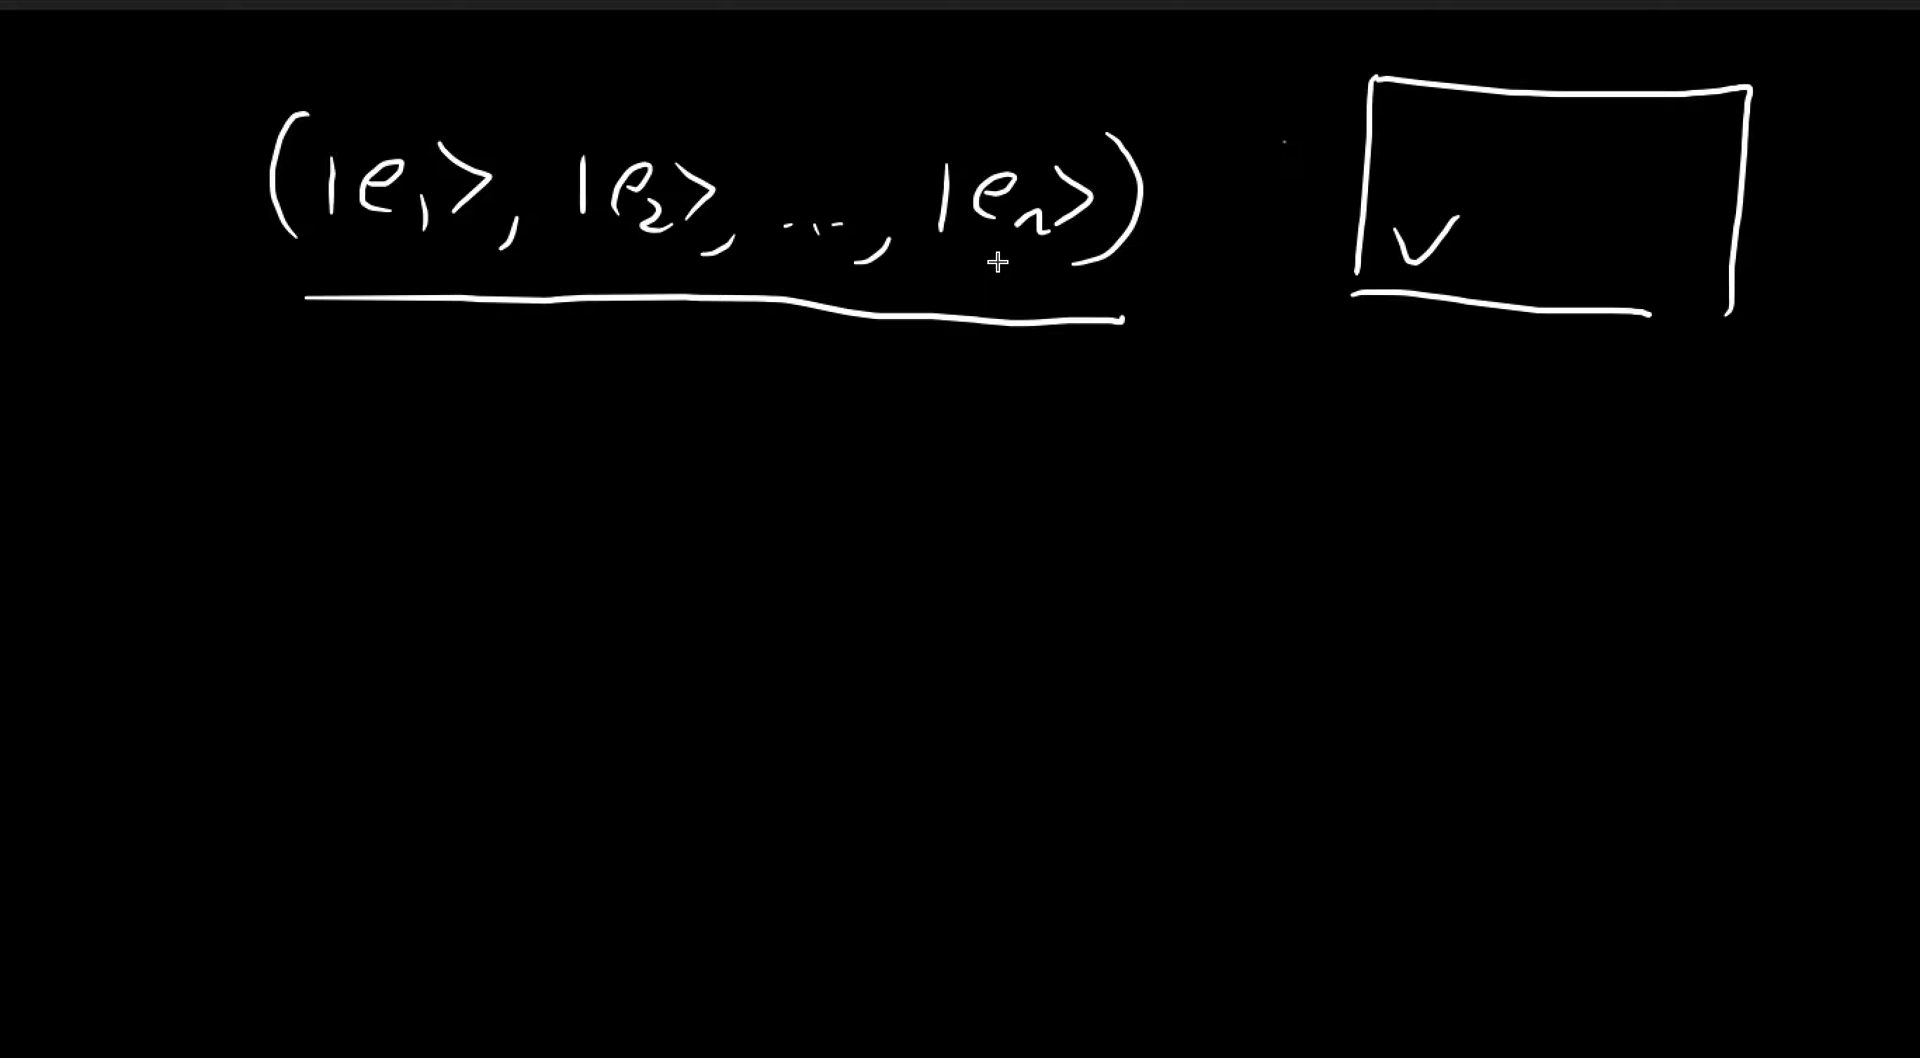 (|e₁>, |e₂>, ..., |eₙ>)
V